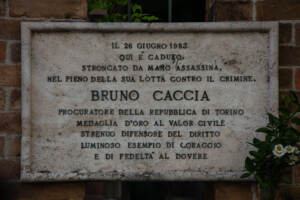 IL 26 GIUGNO 1983
QUI È CADUTO,
STRONCATO DA MANO ASSASSINA,
NEL PIENO DELLA SUA LOTTA CONTRO IL CRIMINE,
BRUNO CACCIA
PROCURATORE DELLA REPUBBLICA DI TORINO
MEDAGLIA D'ORO AL VALOR CIVILE
STRENUO DIFENSORE DEL DIRITTO
LUMINOSO ESEMPIO DI CORAGGIO
E DI FEDELTÀ AL DOVERE